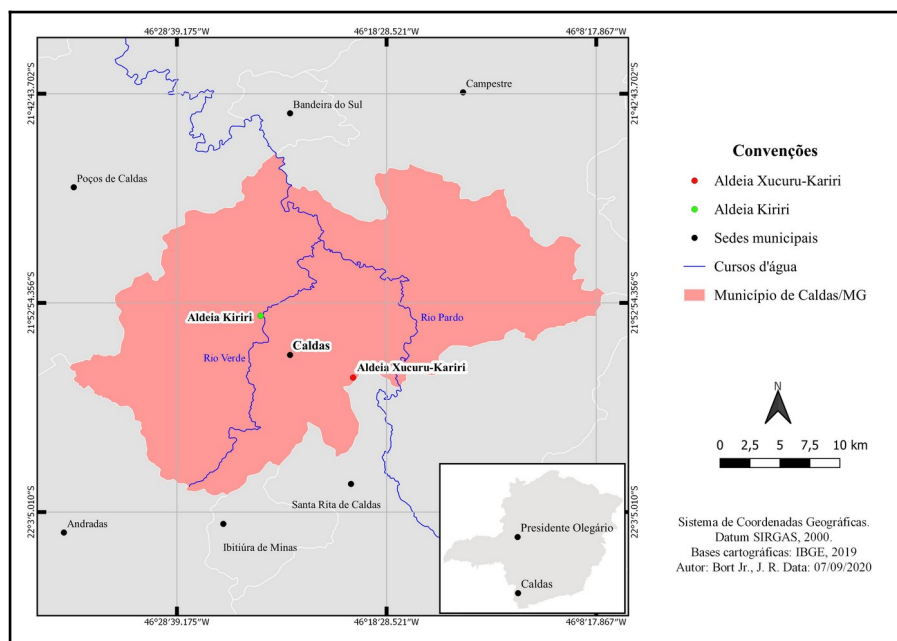 46°28'39.175"W
46°18'28.521"W
46°8'17.867"W
21°42'43.702"S
21°42'43.702"S
Campestre
Bandeira do Sul
Poços de Caldas
21°52'54.356"S
21°52'54.356"S
Aldeia Kiriri
Rio Pardo
Rio Verde
Caldas
Aldeia Xucuru-Kariri
Santa Rita de Caldas
22°3'5.010"S
22°3'5.010"S
Andradas
Ibitiúra de Minas
Presidente Olegário
Caldas
46°28'39.175"W
46°18'28.521"W
46°8'17.867"W
Convenções
Aldeia Xucuru-Kariri
Aldeia Kiriri
Sedes municipais
Cursos d'água
Município de Caldas/MG
N
0 2,5 5 7,5 10 km
Sistema de Coordenadas Geográficas.
Datum SIRGAS, 2000.
Bases cartográficas: IBGE, 2019
Autor: Bort Jr., J. R. Data: 07/09/2020